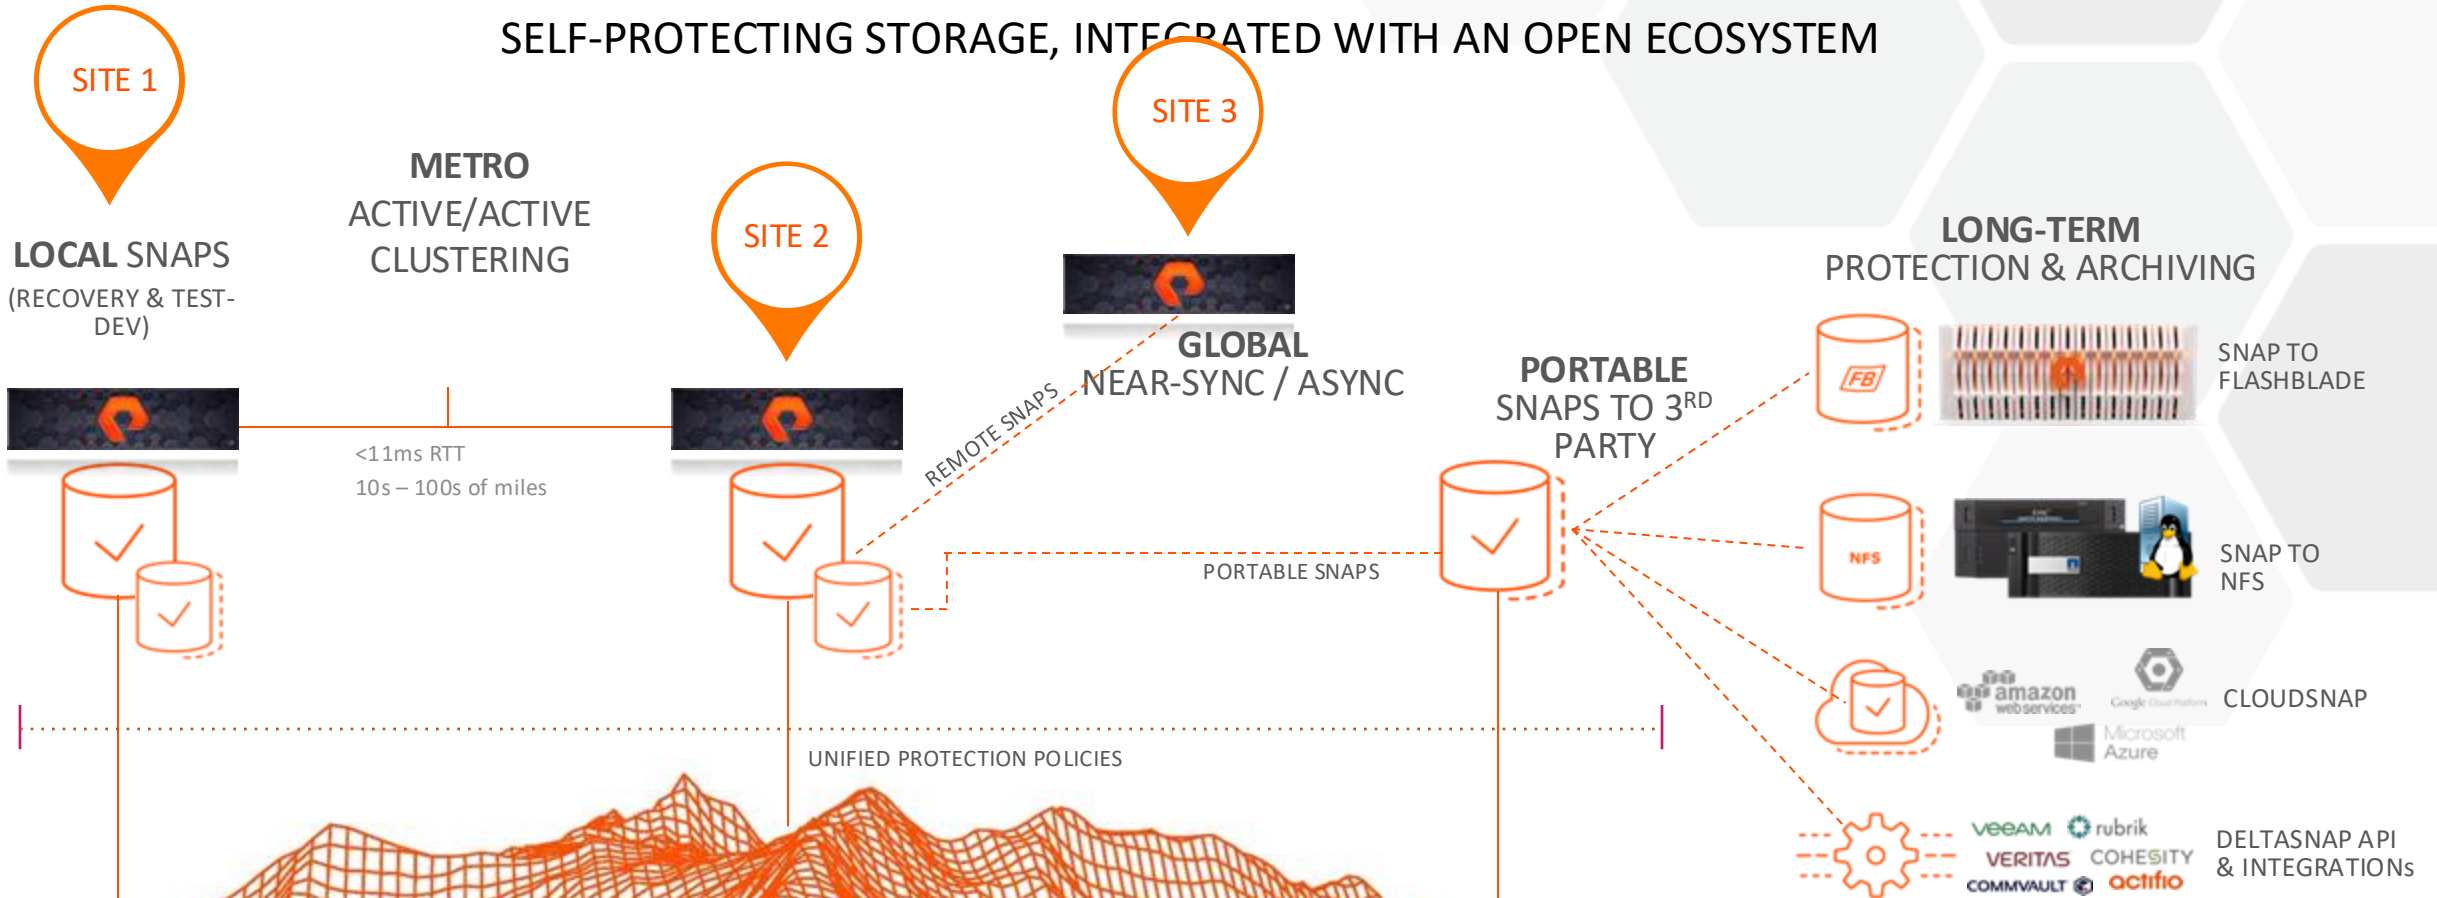 SELF-PROTECTING STORAGE, INTEGRATED WITH AN OPEN ECOSYSTEM
SITE 1
LOCAL SNAPS
(RECOVERY & TEST-
DEV)
METRO
ACTIVE/ACTIVE
CLUSTERING
<11ms RTT
10s – 100s of miles
SITE 2
SITE 3
GLOBAL
NEAR-SYNC / ASYNC
REMOTE SNAPS
PORTABLE SNAPS
PORTABLE
SNAPS TO 3RD
PARTY
UNIFIED PROTECTION POLICIES
LONG-TERM
PROTECTION & ARCHIVING
FB
SNAP TO
FLASHBLADE
NFS
SNAP TO
NFS
amazon
webservices
Google Cloud Platform
Microsoft
Azure
CLOUDSNAP
veeAM
rubrik
VERITAS
COHESITY
COMMVAULT
actifio
DELTASNAP API
& INTEGRATIONs